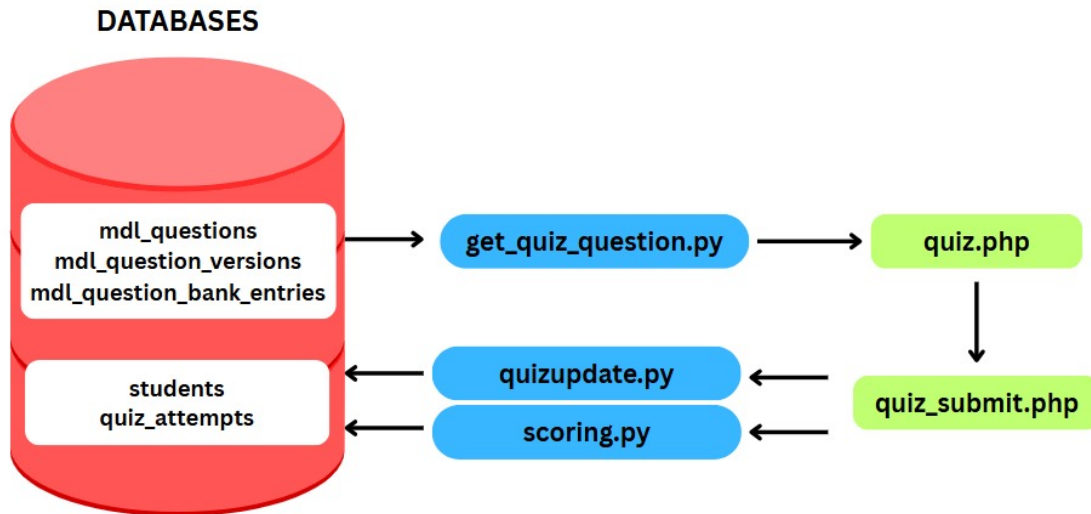 DATABASES
mdl_questions
mdl_question_versions
mdl_question_bank_entries
get_quiz_question.py
quiz.php
students
quiz_attempts
quizupdate.py
scoring.py
quiz_submit.php